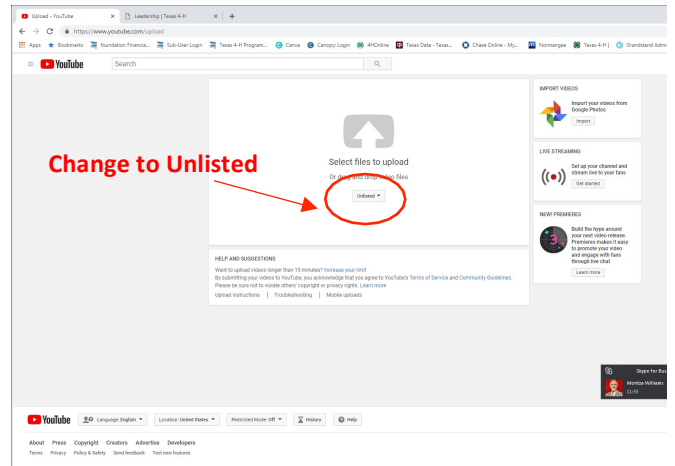 Upload - YouTube
Leadership | Texas 4-H
https://www.youtube.com/upload
Apps Bookmarks foundation Financia... Sub-User Login Texas 4-H Program... Canva Canopy: Login 4HOnline Texas Data - Texas... Chase Online - My... Normangee Texas 4-H | Grandstand Admi
YouTube
Search
Change to Unlisted
Select files to upload
Or drag and drop video files
Unlisted
HELP AND SUGGESTIONS
Want to upload videos longer than 15 minutes? Increase your limit
By submitting your videos to YouTube, you acknowledge that you agree to YouTube's Terms of Service and Community Guidelines.
Please be sure not to violate others' copyright or privacy rights. Learn more
Upload instructions | Troubleshooting | Mobile uploads
IMPORT VIDEOS
Import your videos from
Google Photos
Import
LIVE STREAMING
Set up your channel and
stream live to your fans
Get started
NEW! PREMIERES
3
Build the hype around
your next video release.
Premieres makes it easy
to promote your video
and engage with fans
through live chat.
Learn more
Skype for Bus
Montza Williams
11:55
YouTube
Language: English
Location: United States
Restricted Mode: Off
History
Help
About Press Copyright Creators Advertise Developers
Terms Privacy Policy & Safety Send feedback Test new features